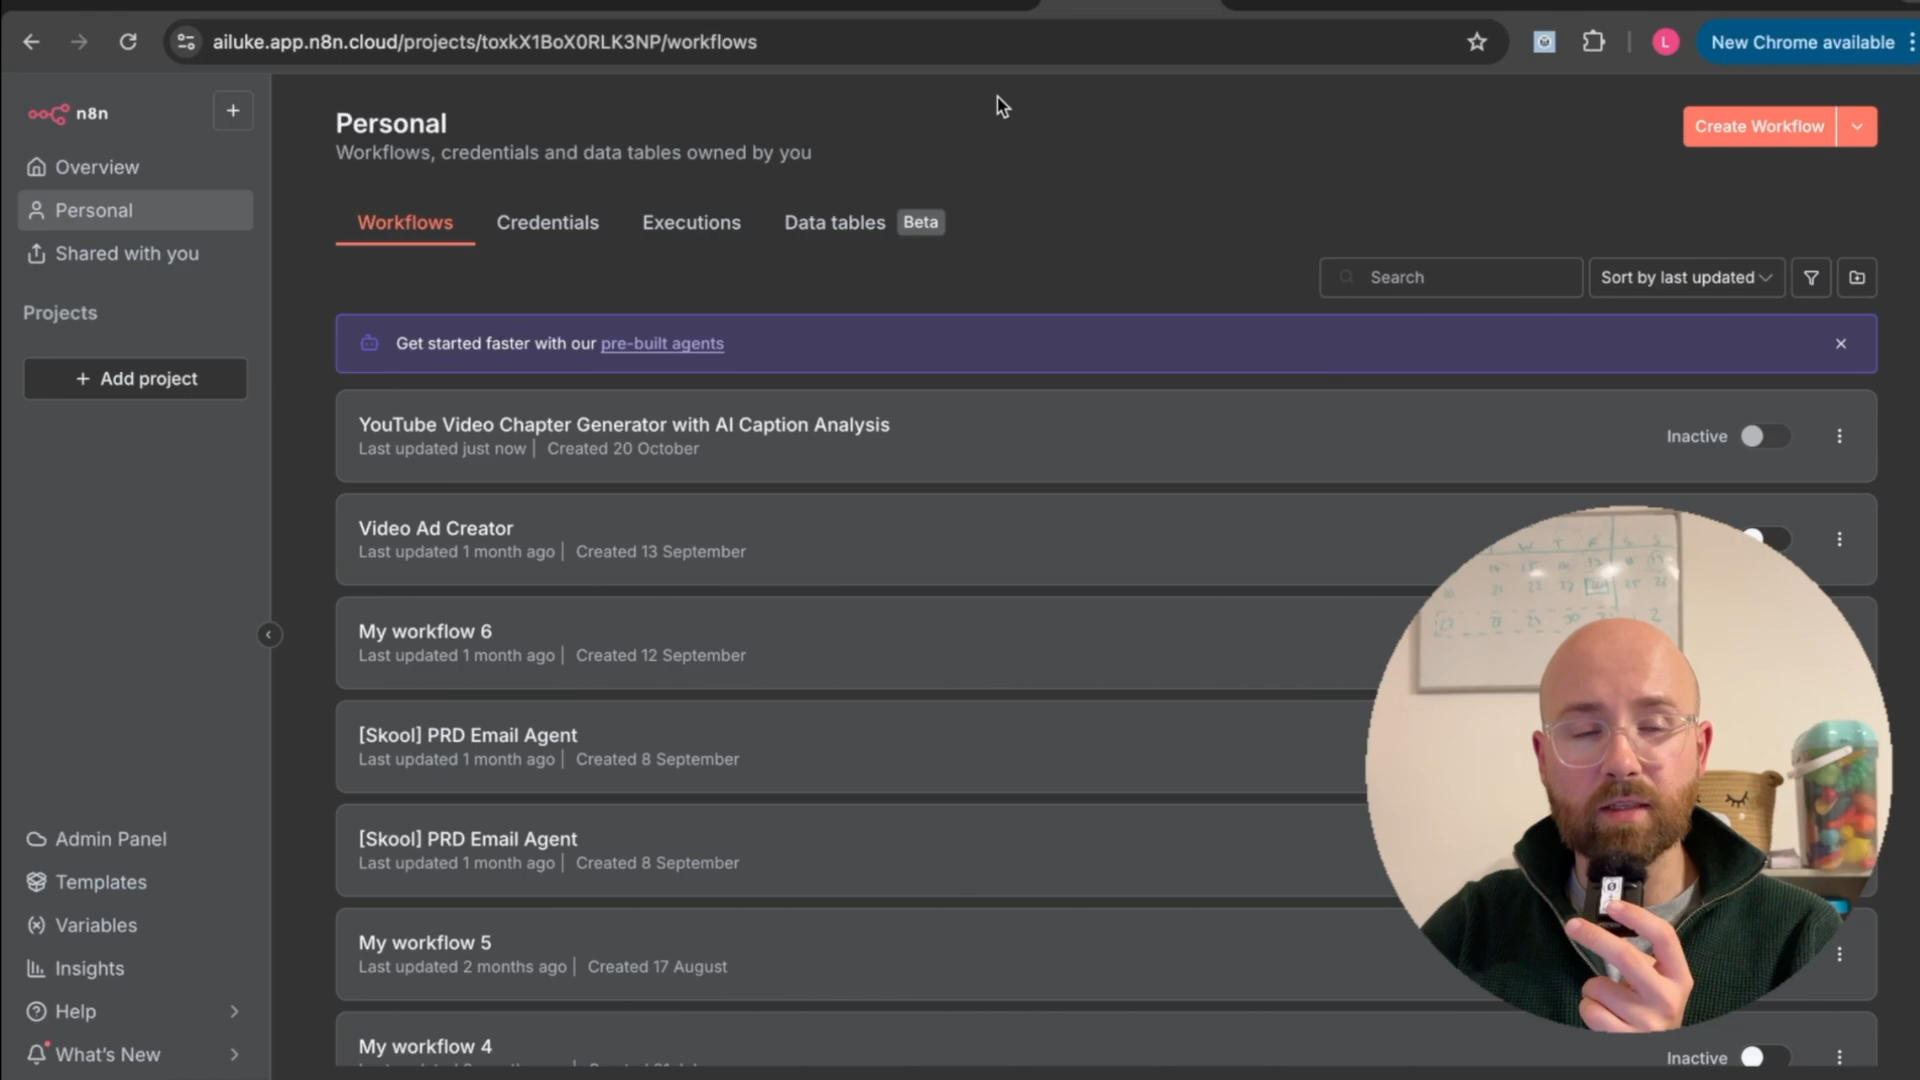 ailuke.app.n8n.cloud/projects/toxkX1BoX0RLK3NP/workflows
L
New Chrome available
n8n
+
Overview
Personal
Shared with you
Projects
+ Add project
Admin Panel
Templates
Variables
Insights
Help
What's New
Personal
Workflows, credentials and data tables owned by you
Create Workflow
Workflows Credentials Executions Data tables Beta
Search
Sort by last updated
Get started faster with our pre-built agents
YouTube Video Chapter Generator with AI Caption Analysis
Last updated just now | Created 20 October
Inactive
Video Ad Creator
Last updated 1 month ago | Created 13 September
My workflow 6
Last updated 1 month ago | Created 12 September
[Skool] PRD Email Agent
Last updated 1 month ago | Created 8 September
[Skool] PRD Email Agent
Last updated 1 month ago | Created 8 September
My workflow 5
Last updated 2 months ago | Created 17 August
My workflow 4
Inactive